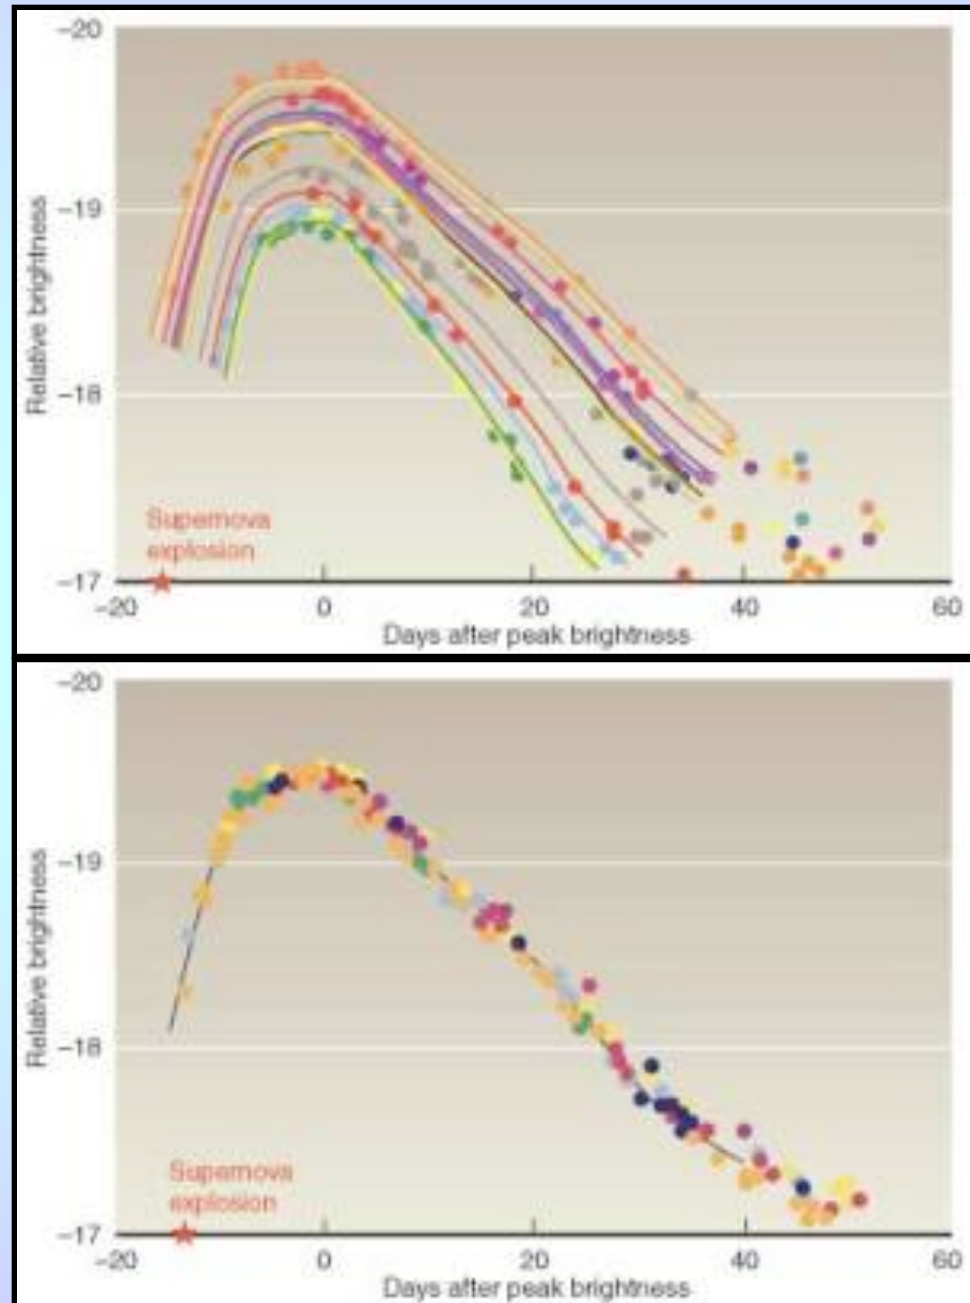 −20
−19
−18
−17
Relative brightness
Supernova
explosion
−20 0 20 40 60
Days after peak brightness
−20
−19
−18
−17
Relative brightness
Supernova
explosion
−20 0 20 40 60
Days after peak brightness